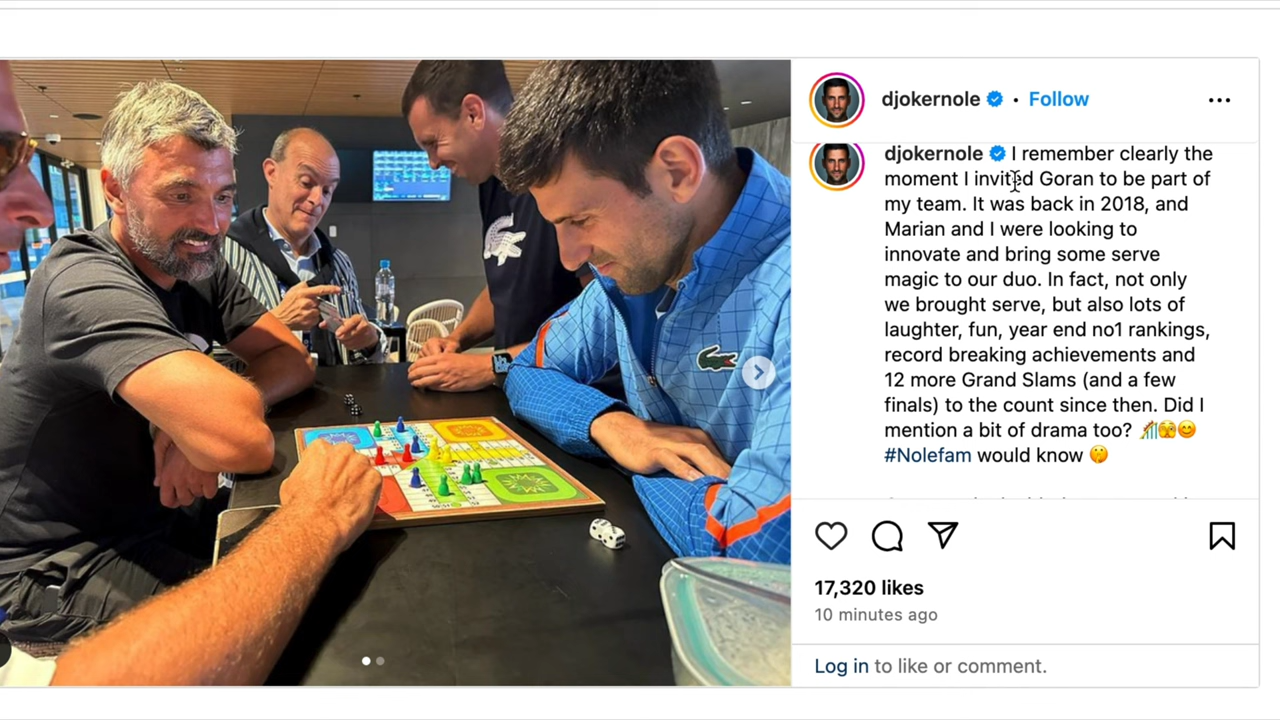 djokernole • Follow
djokernole I remember clearly the
moment I invited Goran to be part of
my team. It was back in 2018, and
Marian and I were looking to
innovate and bring some serve
magic to our duo. In fact, not only
we brought serve, but also lots of
laughter, fun, year end no1 rankings,
record breaking achievements and
12 more Grand Slams (and a few
finals) to the count since then. Did I
mention a bit of drama too? 🎢🫣😊
#Nolefam would know 🤫
17,320 likes
10 minutes ago
Log in to like or comment.